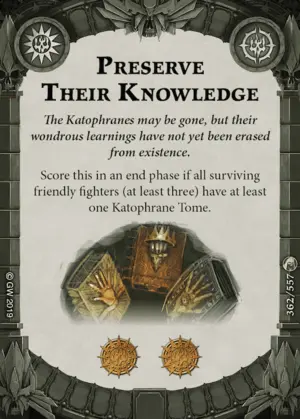 PRESERVE
THEIR KNOWLEDGE
The Katophranes may be gone, but their
wondrous learnings have not yet been erased
from existence.
Score this in an end phase if all surviving
friendly fighters (at least three) have at least
one Katophrane Tome.
© GW 2019
362/557